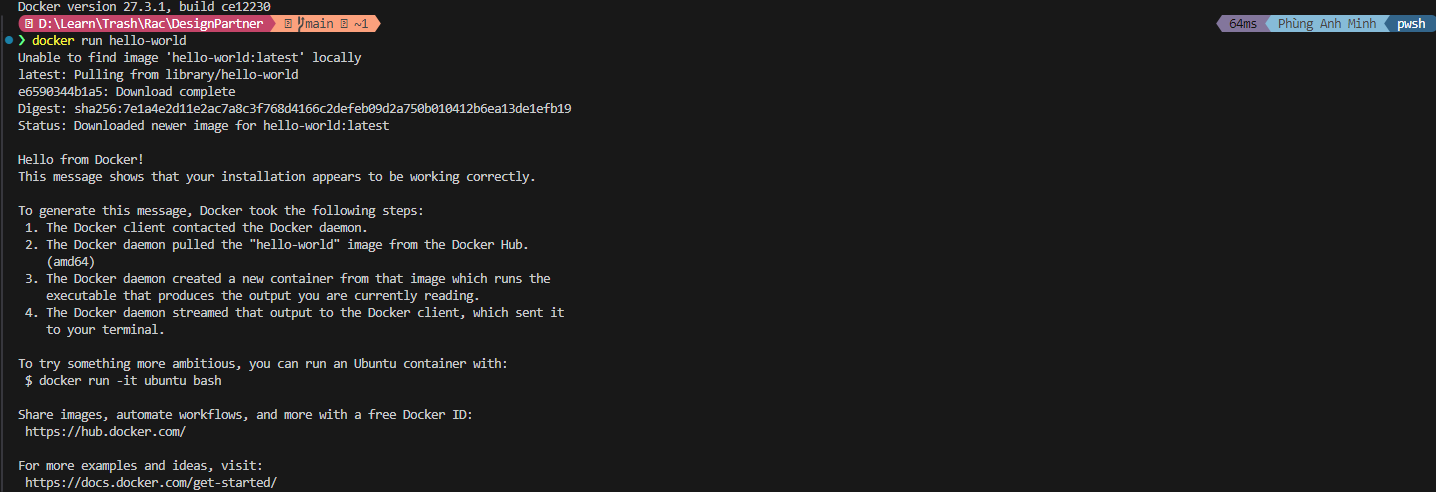 Docker version 27.3.1, build ce12230
D:\Learn\Trash\Rac\DesignPartner main ~1 64ms Phùng Anh Minh pwsh
❯ docker run hello-world
Unable to find image 'hello-world:latest' locally
latest: Pulling from library/hello-world
e6590344b1a5: Download complete
Digest: sha256:7e1a4e2d11e2ac7a8c3f768d4166c2defeb09d2a750b010412b6ea13de1efb19
Status: Downloaded newer image for hello-world:latest

Hello from Docker!
This message shows that your installation appears to be working correctly.

To generate this message, Docker took the following steps:
 1. The Docker client contacted the Docker daemon.
 2. The Docker daemon pulled the "hello-world" image from the Docker Hub.
    (amd64)
 3. The Docker daemon created a new container from that image which runs the
    executable that produces the output you are currently reading.
 4. The Docker daemon streamed that output to the Docker client, which sent it
    to your terminal.

To try something more ambitious, you can run an Ubuntu container with:
 $ docker run -it ubuntu bash

Share images, automate workflows, and more with a free Docker ID:
 https://hub.docker.com/

For more examples and ideas, visit:
 https://docs.docker.com/get-started/